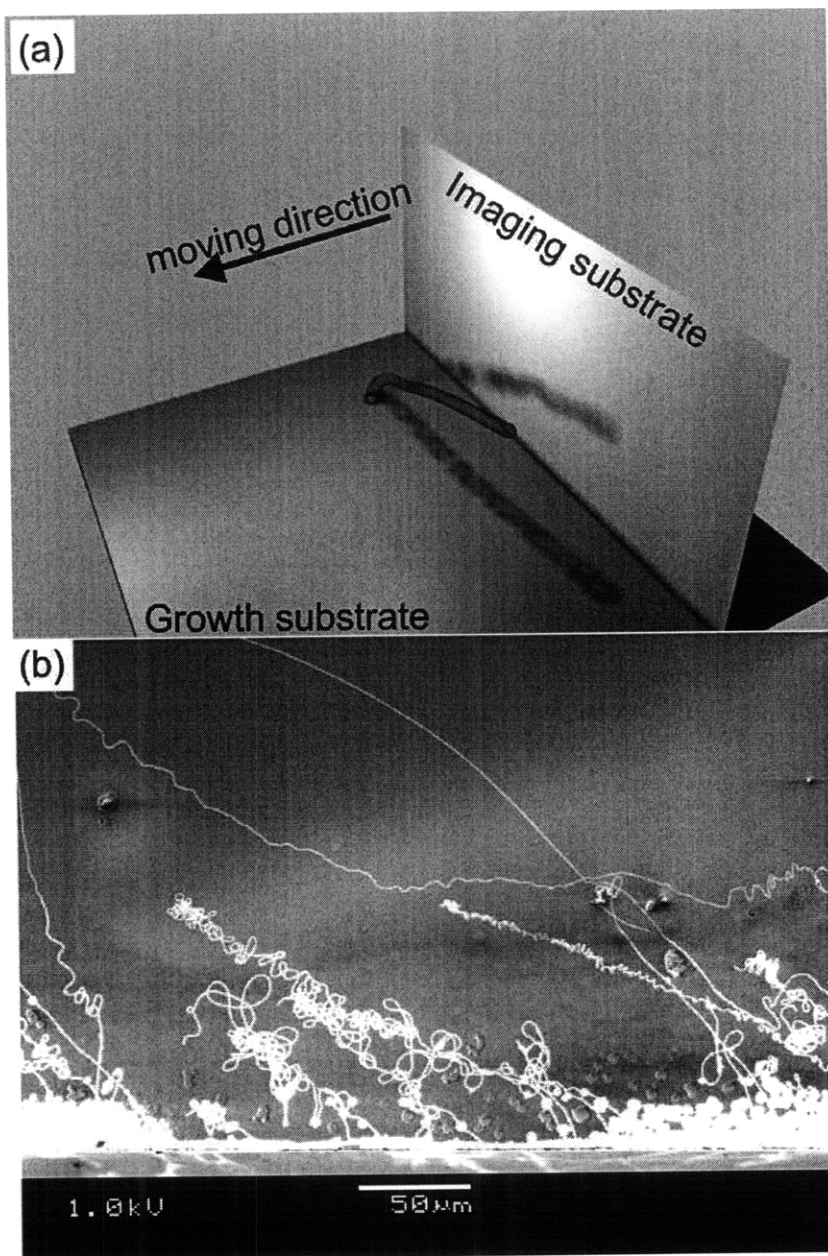 (a)
moving direction
Imaging substrate
Growth substrate
(b)
1.0kV
50μm